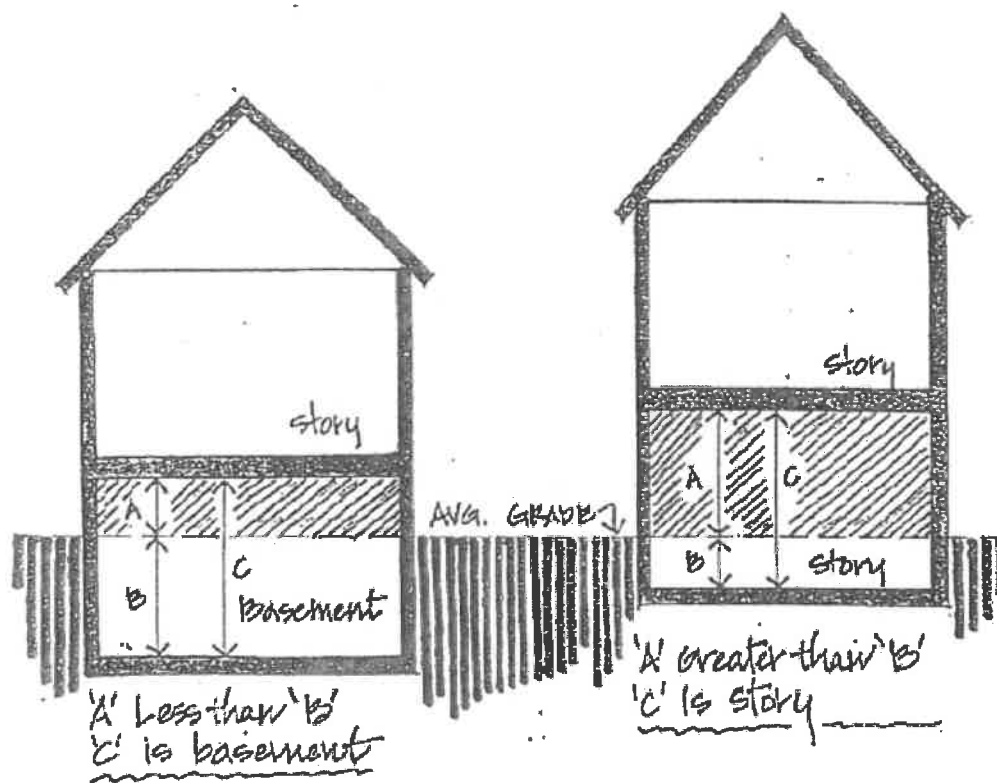 story
A
B
C
Basement
'A' Less than 'B'
'C' is basement
AVG. GRADE
story
A
C
B
story
'A' Greater than 'B'
'C' is story